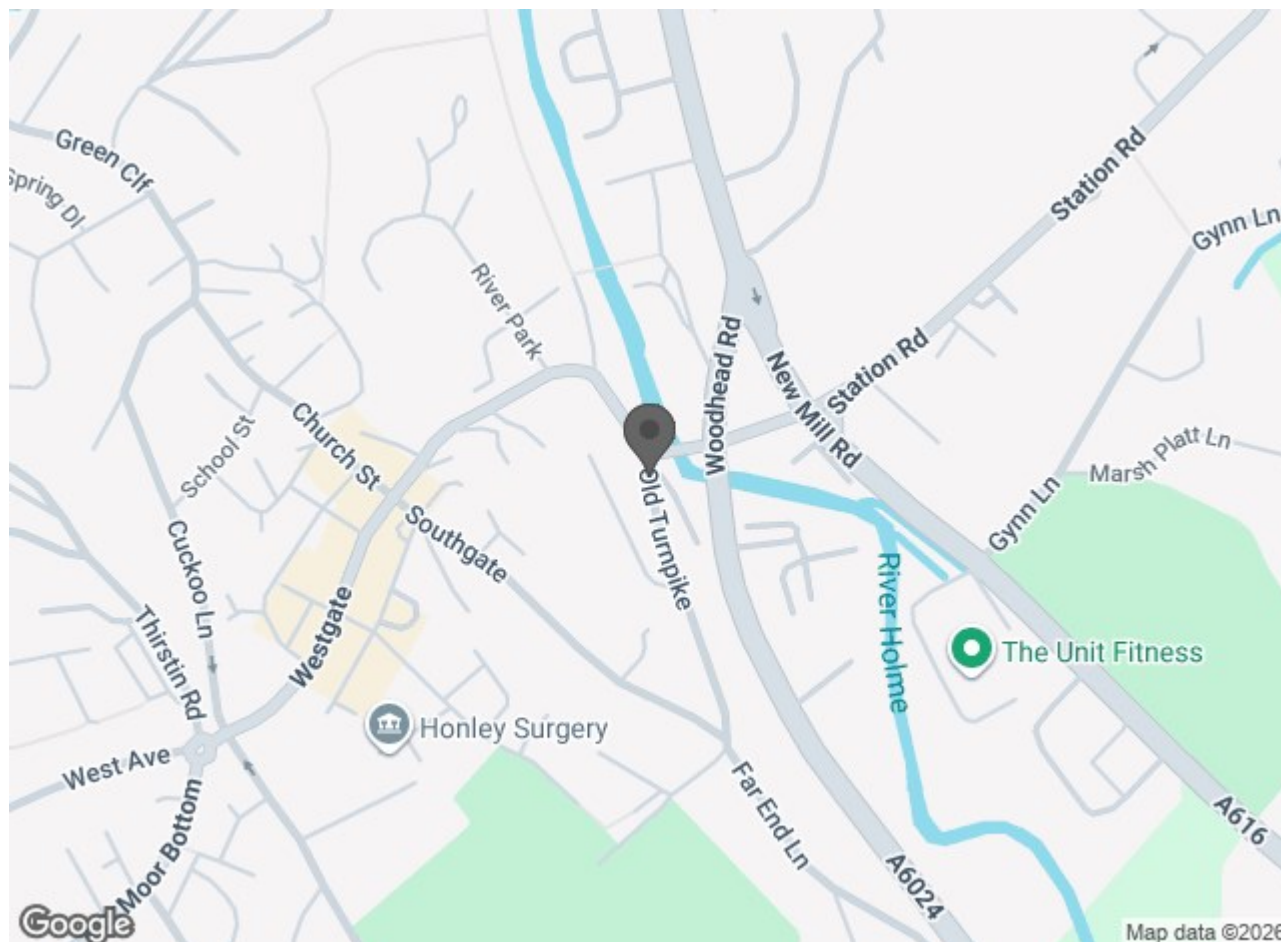 Green Clf
Spring Dl
Station Rd
Gynn Ln
River Park
Woodhead Rd
Station Rd
New Mill Rd
School St
Church St
Marsh Platt Ln
Old Turnpike
Gynn Ln
Southgate
Cuckoo Ln
River Holme
Thirstin Rd
Westgate
The Unit Fitness
Honley Surgery
West Ave
Moor Bottom
Far End Ln
A616
A6024
Google
Map data ©2026